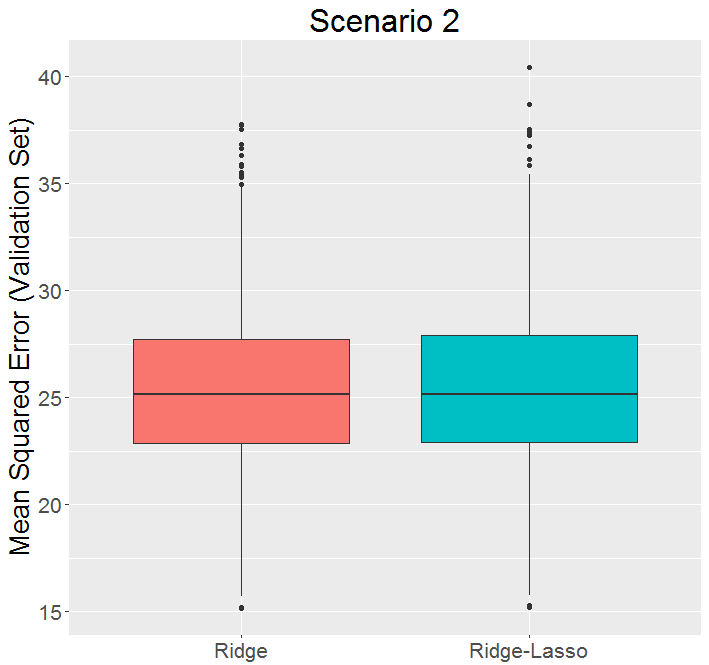 Scenario 2
Mean Squared Error (Validation Set)
40
35
30
25
20
15
Ridge
Ridge-Lasso